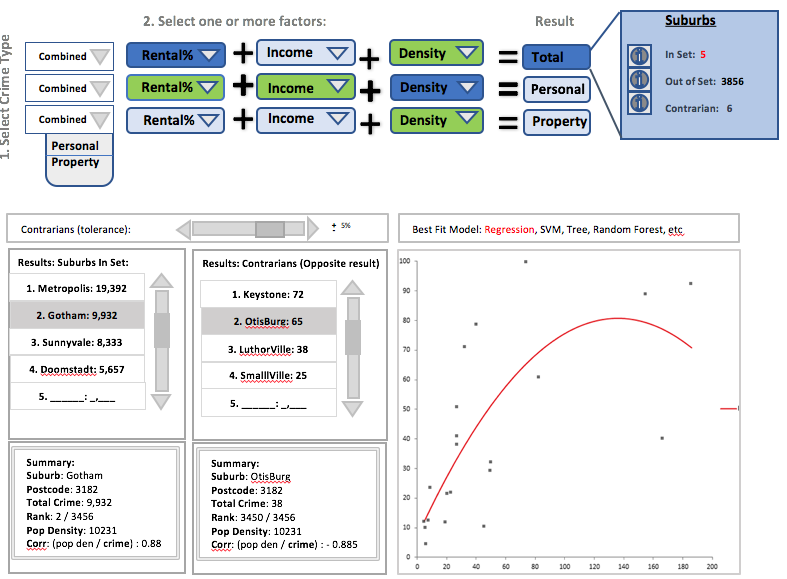 2. Select one or more factors:
Result
Suburbs
1. Select Crime Type
Combined Rental% + Income + Density = Total
Combined Rental% + Income + Density = Personal
Combined Rental% + Income + Density = Property
Personal
Property
In Set: 5
Out of Set: 3856
Contrarian: 6
Contrarians (tolerance):
± 5%
Best Fit Model: Regression, SVM, Tree, Random Forest, etc
Results: Suburbs In Set:
1. Metropolis: 19,392
2. Gotham: 9,932
3. Sunnyvale: 8,333
4. Doomstadt: 5,657
5. ______: _,___
Results: Contrarians (Opposite result)
1. Keystone: 72
2. OtisBurg: 65
3. LuthorVille: 38
4. SmalllVille: 25
5. ______: _,___
Summary:
Suburb: Gotham
Postcode: 3182
Total Crime: 9,932
Rank: 2 / 3456
Pop Density: 10231
Corr: (pop den / crime) : 0.88
Summary:
Suburb: OtisBurg
Postcode: 3182
Total Crime: 38
Rank: 3450 / 3456
Pop Density: 10231
Corr: (pop den / crime) : - 0.885
100
90
80
70
60
50
40
30
20
10
0
0 20 40 60 80 100 120 140 160 180 200